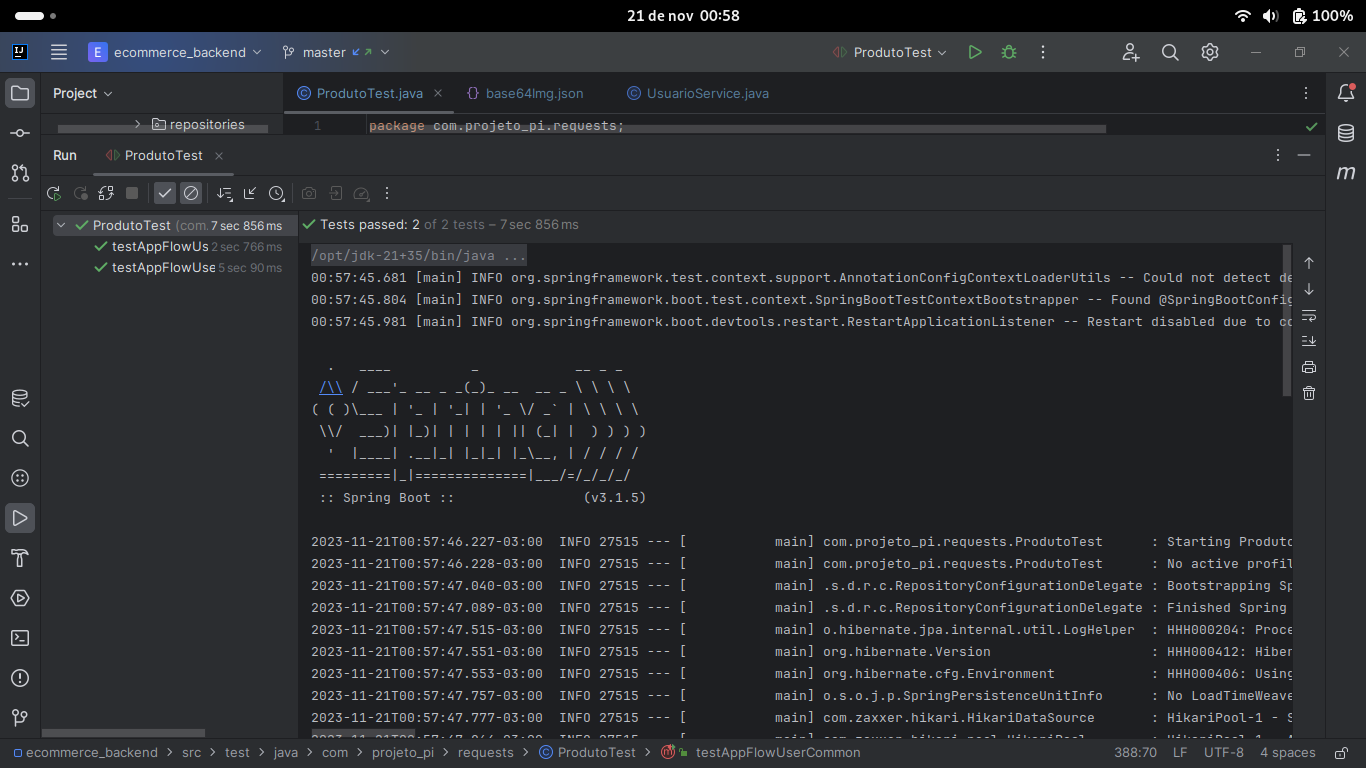 21 de nov 00:58
100%
E ecommerce_backend
master
ProdutoTest
Project
ProdutoTest.java
base64Img.json
UsuarioService.java
repositories
1 package com.projeto_pi.requests;
Run
ProdutoTest
ProdutoTest (com. 7 sec 856 ms
testAppFlowUs 2 sec 766 ms
testAppFlowUse 5 sec 90 ms
Tests passed: 2 of 2 tests – 7 sec 856 ms
/opt/jdk-21+35/bin/java ...
00:57:45.681 [main] INFO org.springframework.test.context.support.AnnotationConfigContextLoaderUtils -- Could not detect de
00:57:45.804 [main] INFO org.springframework.boot.test.context.SpringBootTestContextBootstrapper -- Found @SpringBootConfig
00:57:45.981 [main] INFO org.springframework.boot.devtools.restart.RestartApplicationListener -- Restart disabled due to co
  .   ____          _            __ _ _
 /\\ / ___'_ __ _ _(_)_ __  __ _ \ \ \ \
( ( )\___ | '_ | '_| | '_ \/ _` | \ \ \ \
 \\/  ___)| |_)| | | | | || (_| |  ) ) ) )
  '  |____| .__|_| |_|_| |_\__, | / / / /
 =========|_|==============|___/=/_/_/_/
 :: Spring Boot ::                (v3.1.5)
2023-11-21T00:57:46.227-03:00  INFO 27515 --- [           main] com.projeto_pi.requests.ProdutoTest      : Starting Produto
2023-11-21T00:57:46.228-03:00  INFO 27515 --- [           main] com.projeto_pi.requests.ProdutoTest      : No active profil
2023-11-21T00:57:47.040-03:00  INFO 27515 --- [           main] .s.d.r.c.RepositoryConfigurationDelegate : Bootstrapping Sp
2023-11-21T00:57:47.089-03:00  INFO 27515 --- [           main] .s.d.r.c.RepositoryConfigurationDelegate : Finished Spring
2023-11-21T00:57:47.515-03:00  INFO 27515 --- [           main] o.hibernate.jpa.internal.util.LogHelper  : HHH000204: Proce
2023-11-21T00:57:47.551-03:00  INFO 27515 --- [           main] org.hibernate.Version                    : HHH000412: Hiber
2023-11-21T00:57:47.553-03:00  INFO 27515 --- [           main] org.hibernate.cfg.Environment            : HHH000406: Using
2023-11-21T00:57:47.757-03:00  INFO 27515 --- [           main] o.s.o.j.p.SpringPersistenceUnitInfo      : No LoadTimeWeave
2023-11-21T00:57:47.777-03:00  INFO 27515 --- [           main] com.zaxxer.hikari.HikariDataSource       : HikariPool-1 - S
ecommerce_backend > src > test > java > com > projeto_pi > requests > ProdutoTest > testAppFlowUserCommon
388:70 LF UTF-8 4 spaces